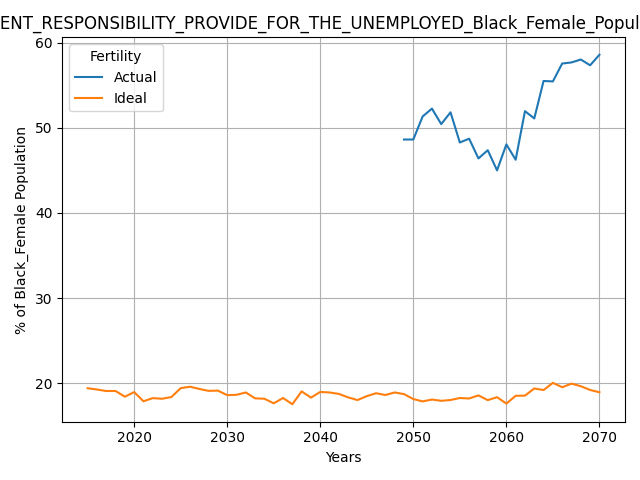 ENT_RESPONSIBILITY_PROVIDE_FOR_THE_UNEMPLOYED_Black_Female_Popul
60
Fertility
Actual
Ideal
50
40
30
20
% of Black_Female Population
2020 2030 2040 2050 2060 2070
Years